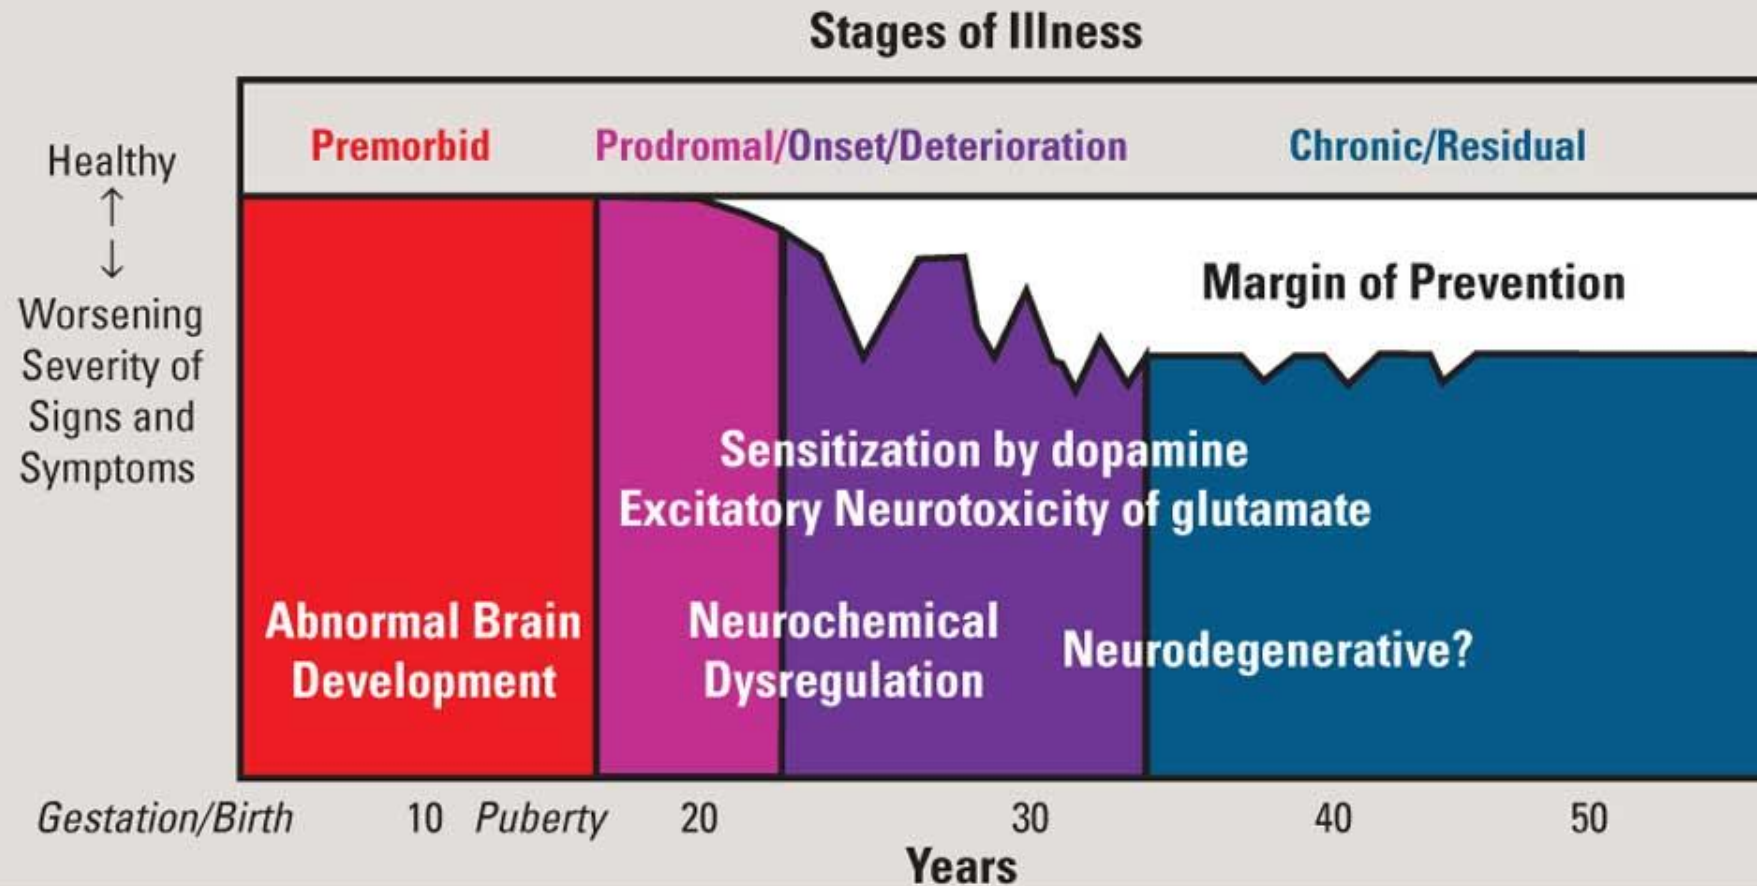 Stages of Illness
Premorbid Prodromal/Onset/Deterioration Chronic/Residual
Healthy
↑
↓
Worsening
Severity of
Signs and
Symptoms
Margin of Prevention
Sensitization by dopamine
Excitatory Neurotoxicity of glutamate
Abnormal Brain
Development
Neurochemical
Dysregulation
Neurodegenerative?
Gestation/Birth 10 Puberty 20 30 40 50
Years